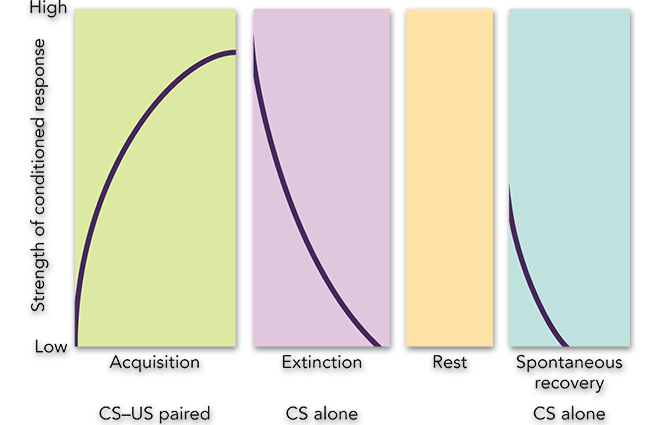 High
Strength of conditioned response
Low
Acquisition
Extinction
Rest
Spontaneous
recovery
CS–US paired
CS alone
CS alone